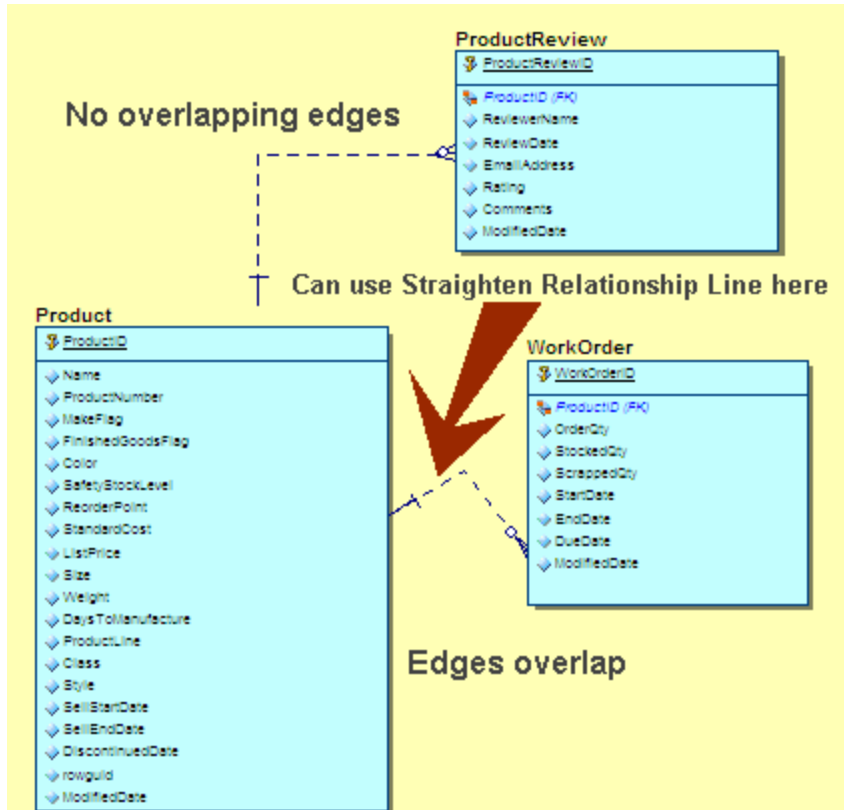 ProductReview
ProductReviewID
ProductID (FK)
ReviewerName
ReviewDate
EmailAddress
Rating
Comments
ModifiedDate
No overlapping edges
Can use Straighten Relationship Line here
Product
ProductID
Name
ProductNumber
MakeFlag
FinishedGoodsFlag
Color
SafetyStockLevel
ReorderPoint
StandardCost
ListPrice
Size
Weight
DaysToManufacture
ProductLine
Class
Style
SellStartDate
SellEndDate
DiscontinuedDate
rowguid
ModifiedDate
WorkOrder
WorkOrderID
ProductID (FK)
OrderQty
StockedQty
ScrappedQty
StartDate
EndDate
DueDate
ModifiedDate
Edges overlap